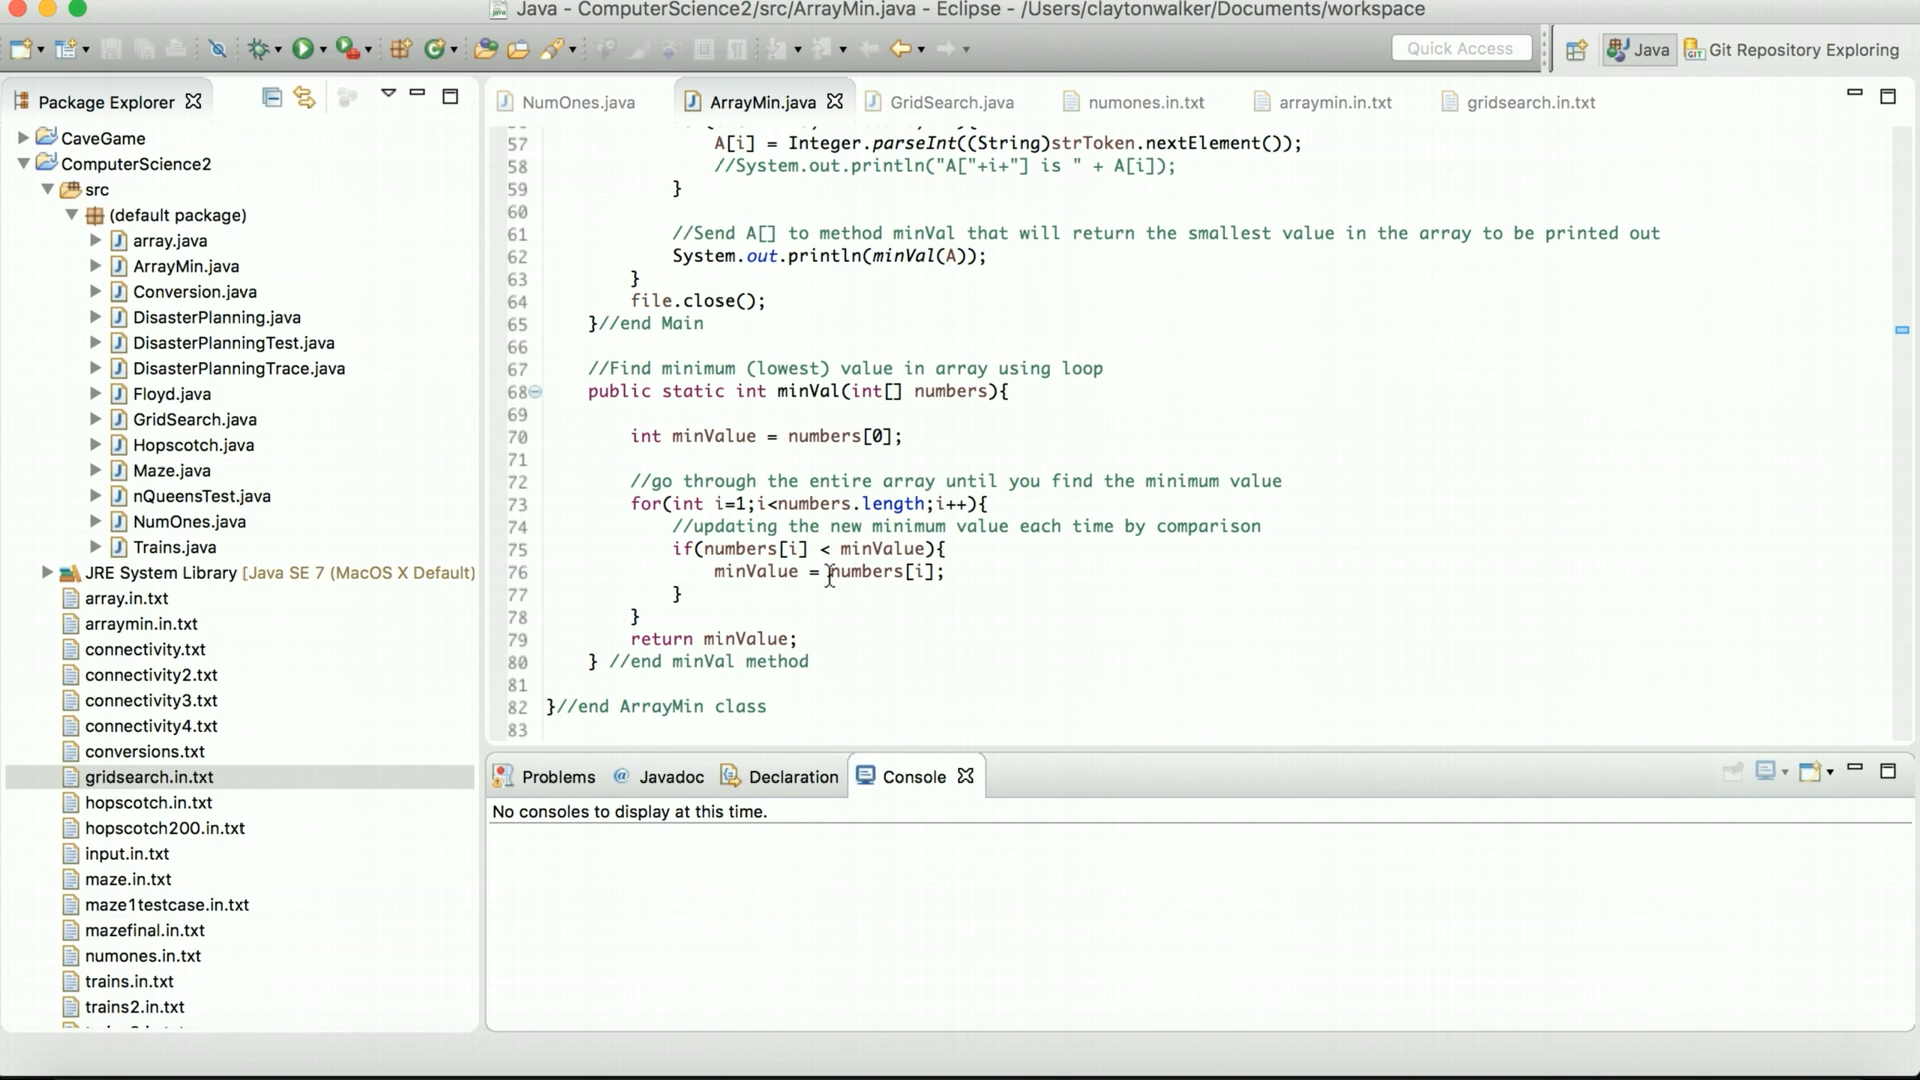 Java - ComputerScience2/src/ArrayMin.java - Eclipse - /Users/claytonwalker/Documents/workspace
Quick Access
Java
Git Repository Exploring
Package Explorer
CaveGame
ComputerScience2
src
(default package)
array.java
ArrayMin.java
Conversion.java
DisasterPlanning.java
DisasterPlanningTest.java
DisasterPlanningTrace.java
Floyd.java
GridSearch.java
Hopscotch.java
Maze.java
nQueensTest.java
NumOnes.java
Trains.java
JRE System Library [Java SE 7 (MacOS X Default)
array.in.txt
arraymin.in.txt
connectivity.txt
connectivity2.txt
connectivity3.txt
connectivity4.txt
conversions.txt
gridsearch.in.txt
hopscotch.in.txt
hopscotch200.in.txt
input.in.txt
maze.in.txt
maze1testcase.in.txt
mazefinal.in.txt
numones.in.txt
trains.in.txt
trains2.in.txt
NumOnes.java
ArrayMin.java
GridSearch.java
numones.in.txt
arraymin.in.txt
gridsearch.in.txt
57 A[i] = Integer.parseInt((String)strToken.nextElement());
58 //System.out.println("A["+i+"] is " + A[i]);
59 }
60
61 //Send A[] to method minVal that will return the smallest value in the array to be printed out
62 System.out.println(minVal(A));
63 }
64 file.close();
65 }//end Main
66
67 //Find minimum (lowest) value in array using loop
68 public static int minVal(int[] numbers){
69
70 int minValue = numbers[0];
71
72 //go through the entire array until you find the minimum value
73 for(int i=1;i<numbers.length;i++){
74 //updating the new minimum value each time by comparison
75 if(numbers[i] < minValue){
76 minValue = numbers[i];
77 }
78 }
79 return minValue;
80 } //end minVal method
81
82 }//end ArrayMin class
83
Problems
@ Javadoc
Declaration
Console
No consoles to display at this time.